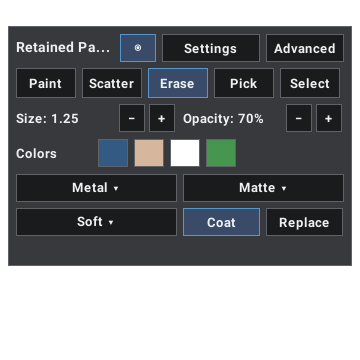 Retained Pa... Settings Advanced
Paint Scatter Erase Pick Select
Size: 1.25 − + Opacity: 70% − +
Colors
Metal ▾ Matte ▾
Soft ▾ Coat Replace